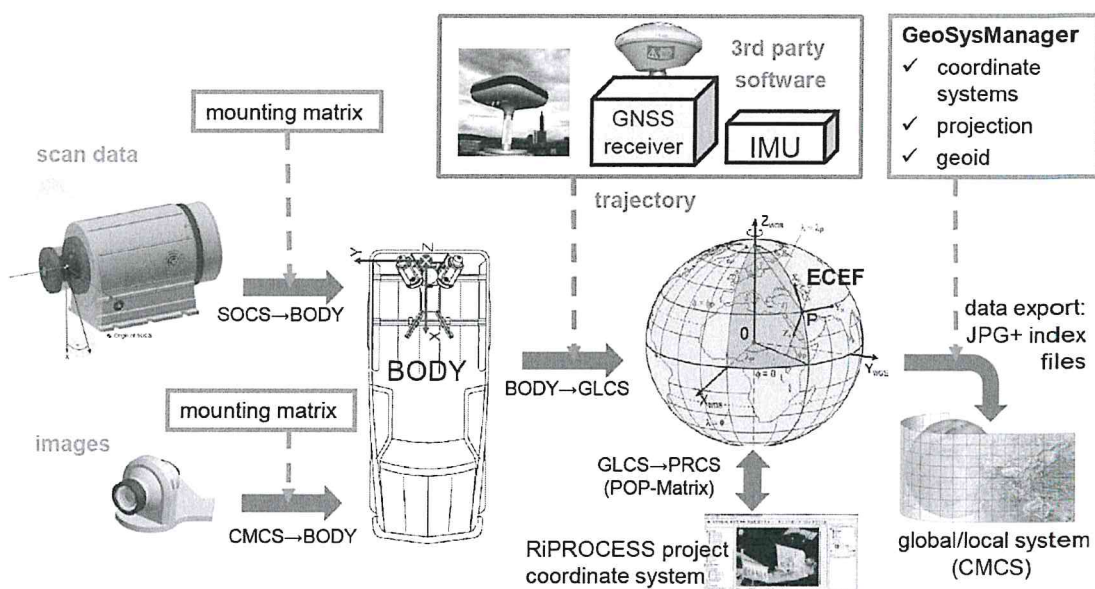 3rd party
software
GNSS
receiver
IMU
GeoSysManager
✓ coordinate
systems
✓ projection
✓ geoid
mounting matrix
scan data
trajectory
SOCS→BODY
Y
Z
X
BODY
BODY→GLCS
ECEF
P
0
data export:
JPG+ index
files
mounting matrix
images
CMCS→BODY
GLCS→PRCS
(POP-Matrix)
RiPROCESS project
coordinate system
global/local system
(CMCS)